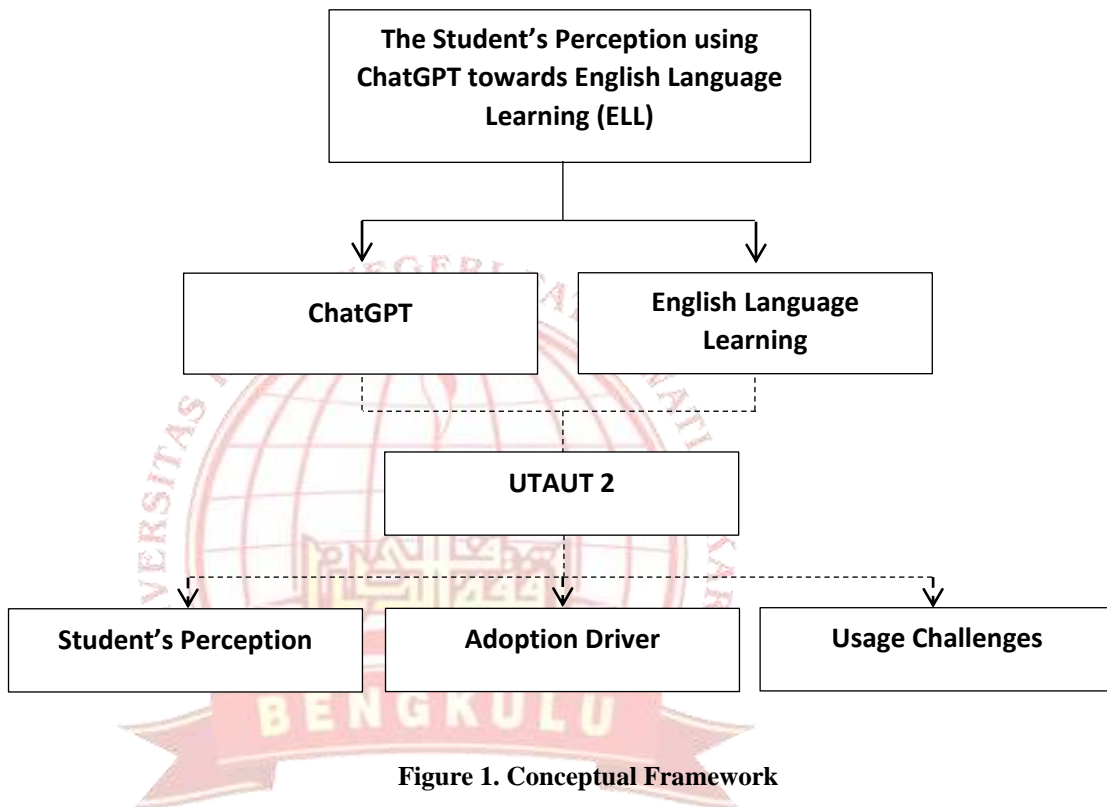 The Student's Perception using
ChatGPT towards English Language
Learning (ELL)
ChatGPT
English Language
Learning
UTAUT 2
Student's Perception
Adoption Driver
Usage Challenges
BENGKULU
Figure 1. Conceptual Framework